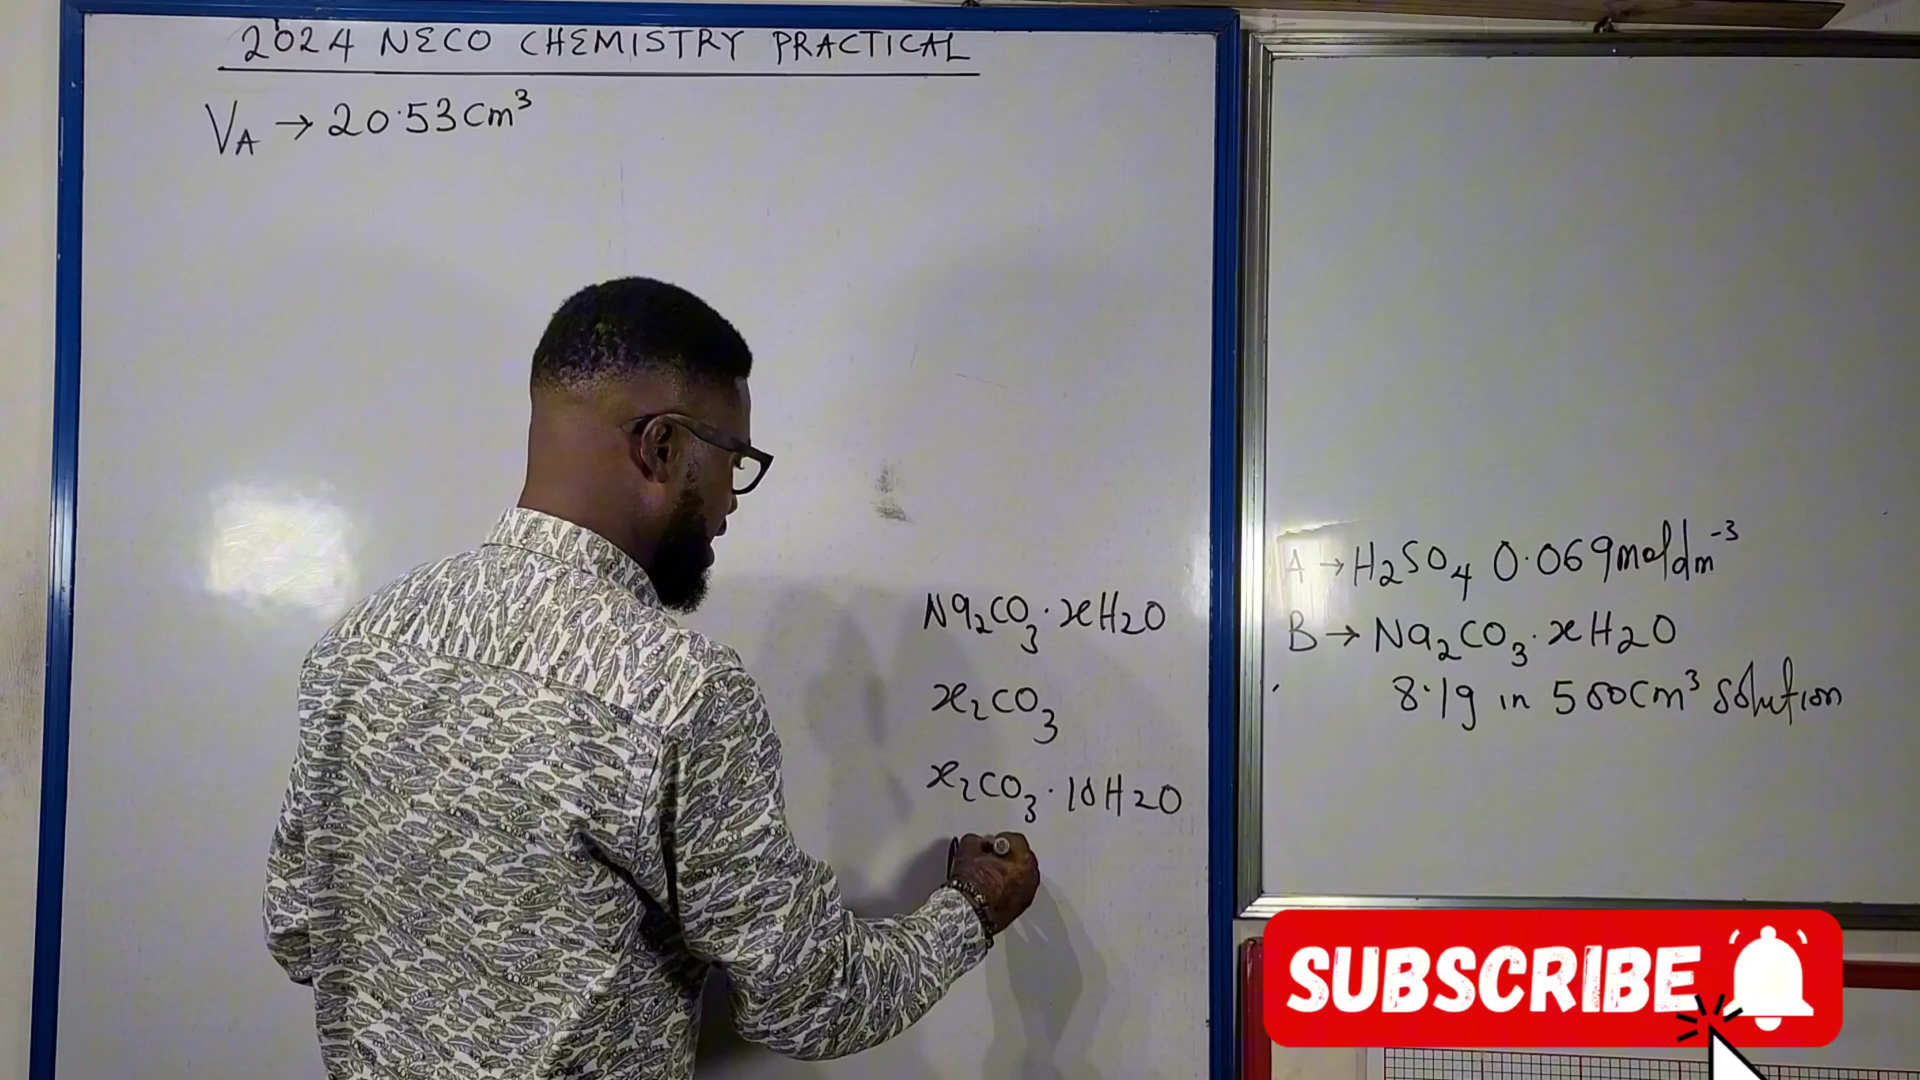 2024 NECO CHEMISTRY PRACTICAL
V_A → 20.53cm³
Na₂CO₃·xH₂O
x₂CO₃
x₂CO₃·10H₂O
A → H₂SO₄ 0.069moldm⁻³
B → Na₂CO₃·xH₂O
8.1g in 500cm³ solution
SUBSCRIBE